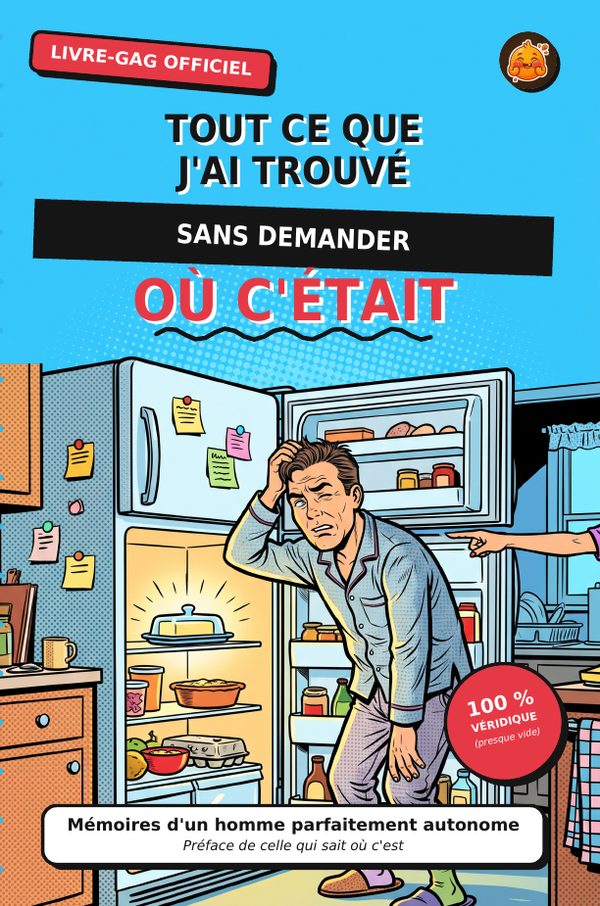 LIVRE-GAG OFFICIEL
TOUT CE QUE
J'AI TROUVÉ
SANS DEMANDER
OÙ C'ÉTAIT
100 %
VÉRIDIQUE
(presque vide)
Mémoires d'un homme parfaitement autonome
Préface de celle qui sait où c'est